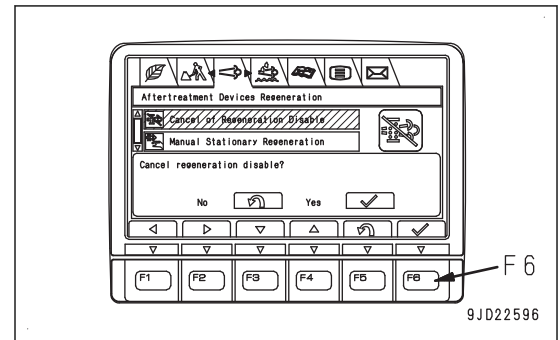 Aftertreatment Devices Regeneration
Cancel of Regeneration Disable
Manual Stationary Regeneration
Cancel regeneration disable?
No Yes
F1 F2 F3 F4 F5 F6
F6
9JD22596